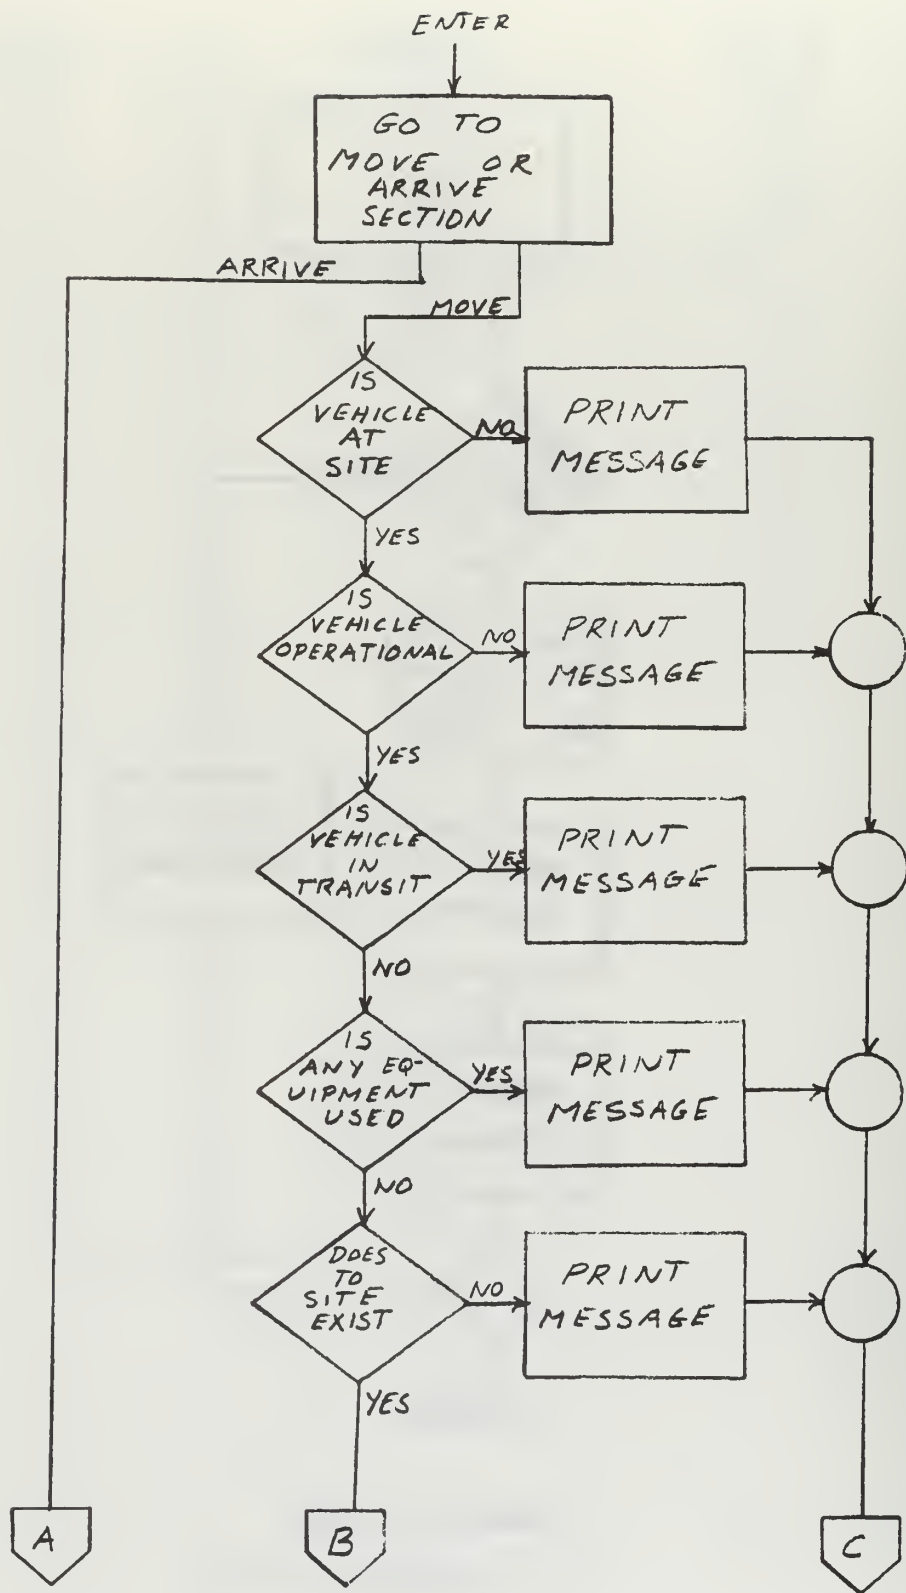 ENTER
GO TO
MOVE OR
ARRIVE
SECTION
ARRIVE
MOVE
IS
VEHICLE
AT
SITE
NO
PRINT
MESSAGE
YES
IS
VEHICLE
OPERATIONAL
NO
PRINT
MESSAGE
YES
IS
VEHICLE
IN
TRANSIT
YES
PRINT
MESSAGE
NO
IS
ANY EQ-
UIPMENT
USED
YES
PRINT
MESSAGE
NO
DOES
TO
SITE
EXIST
NO
PRINT
MESSAGE
YES
A
B
C